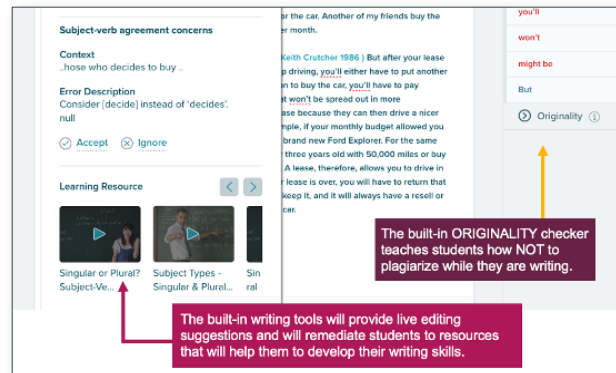 Subject-verb agreement concerns
Context
..hose who decides to buy ..
Error Description
Consider [decide] instead of 'decides'.
null
Accept
Ignore
Learning Resource
Singular or Plural?
Subject-Ve...
Subject Types -
Singular & Plural...
Sin
ral
or the car. Another of my friends buy the
er month.
Keith Crutcher 1986 ) But after your lease
p driving, you'll either have to put another
n to buy the car, you'll have to pay
at won't be spread out in more
ase because they can then drive a nicer
mple, if your monthly budget allowed you
brand new Ford Explorer. For the same
three years old with 50,000 miles or buy
. A lease, therefore, allows you to drive in
r lease is over, you will have to return that
keep it, and it will always have a resell or
car.
you'll
won't
might be
But
Originality
The built-in ORIGINALITY checker
teaches students how NOT to
plagiarize while they are writing.
The built-in writing tools will provide live editing
suggestions and will remediate students to resources
that will help them to develop their writing skills.